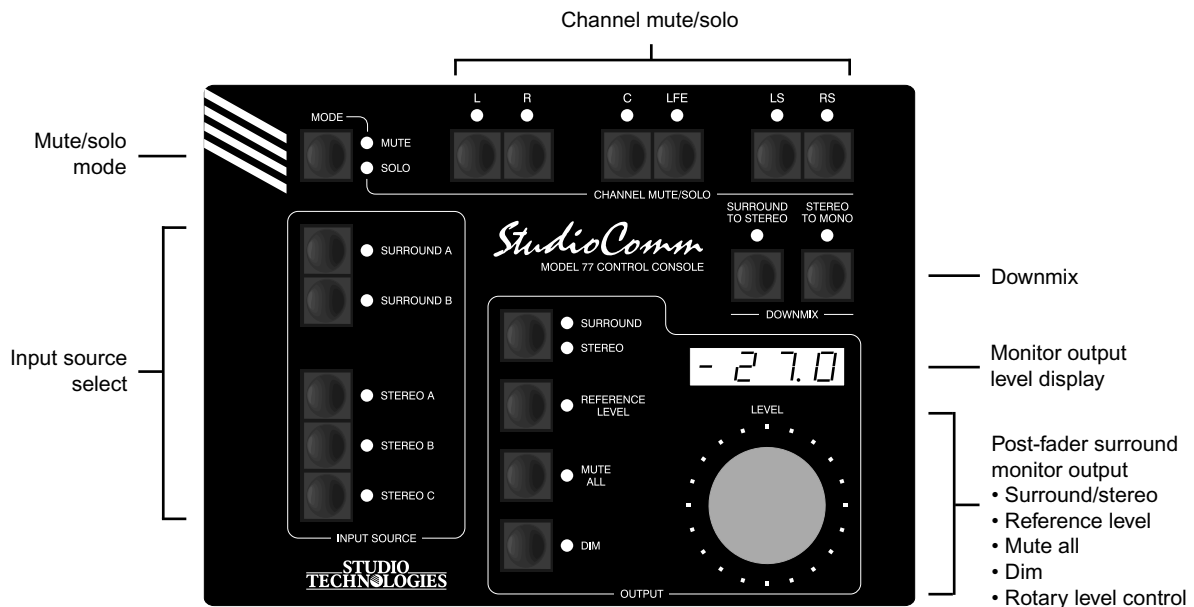 Channel mute/solo
Mute/solo
mode
MODE
MUTE
SOLO
L
R
C
LFE
LS
RS
CHANNEL MUTE/SOLO
SURROUND
TO STEREO
STEREO
TO MONO
DOWNMIX
Downmix
Input source
select
SURROUND A
SURROUND B
STEREO A
STEREO B
STEREO C
INPUT SOURCE
StudioComm
MODEL 77 CONTROL CONSOLE
SURROUND
STEREO
REFERENCE
LEVEL
MUTE
ALL
DIM
- 27.0
LEVEL
OUTPUT
STUDIO
TECHNOLOGIES
Monitor output
level display
Post-fader surround
monitor output
• Surround/stereo
• Reference level
• Mute all
• Dim
• Rotary level control